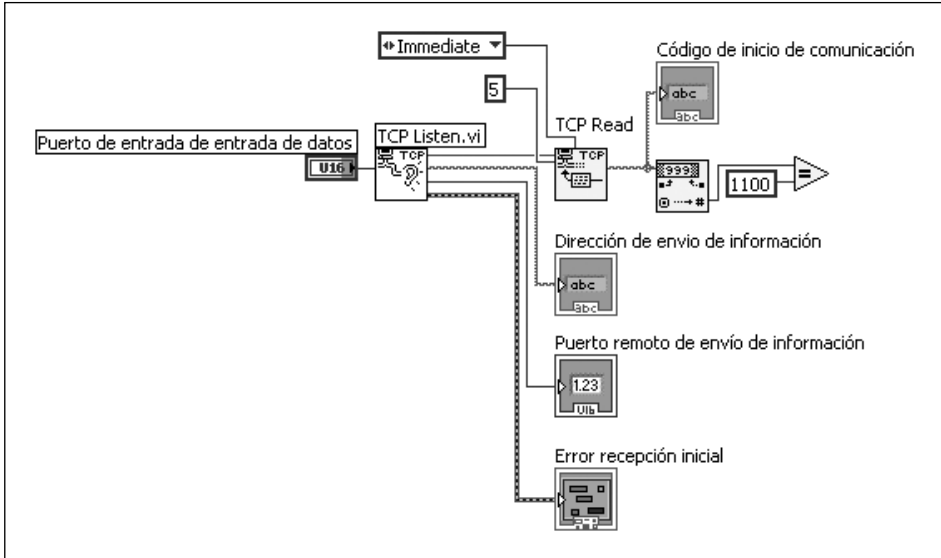 Immediate
Código de inicio de comunicación
abc
abc
5
TCP Read
TCP Listen.vi
Puerto de entrada de entrada de datos
U16
TCP
TCP
999
1100
=
#
Dirección de envio de información
abc
abc
Puerto remoto de envío de información
1.23
U16
Error recepción inicial